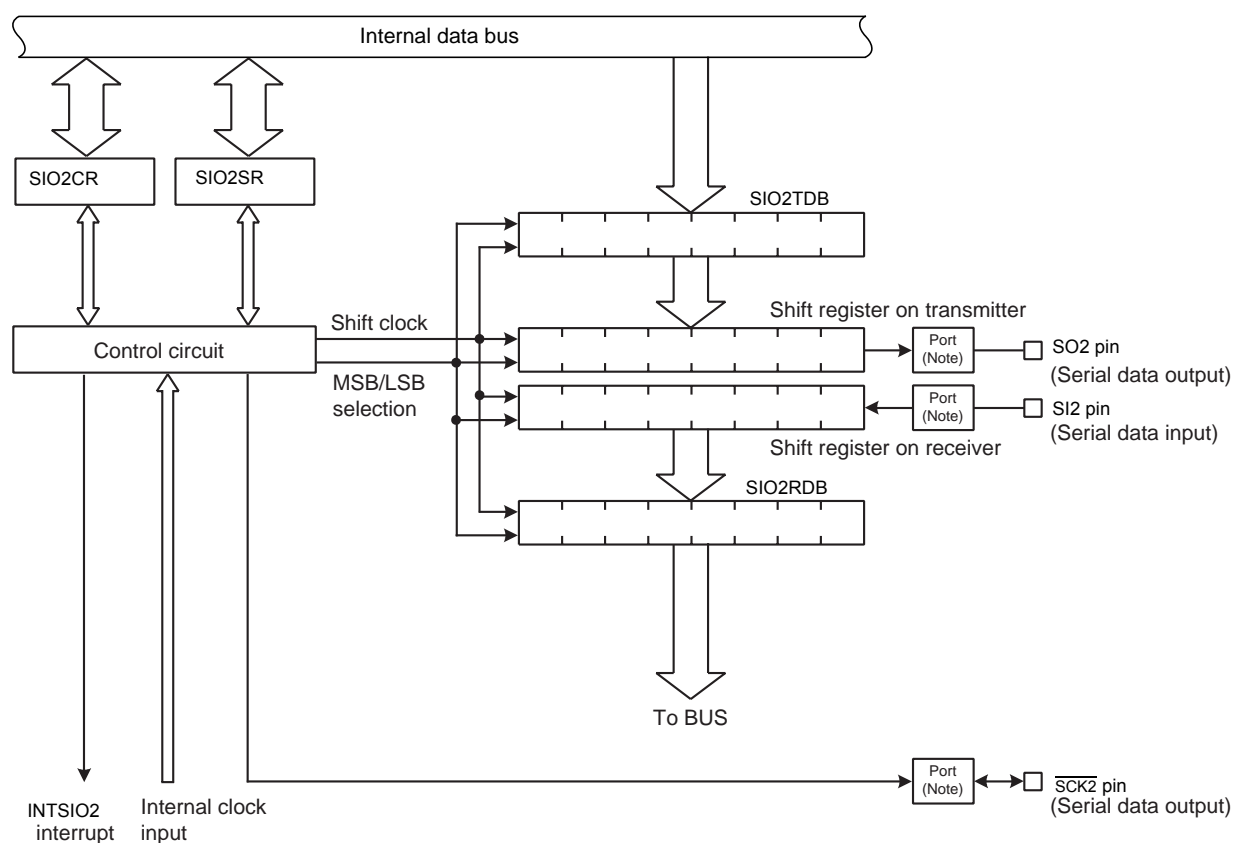 Internal data bus
SIO2CR
SIO2SR
SIO2TDB
Shift register on transmitter
Shift clock
Control circuit
MSB/LSB
selection
Port
(Note)
SO2 pin
(Serial data output)
Port
(Note)
SI2 pin
(Serial data input)
Shift register on receiver
SIO2RDB
To BUS
INTSIO2
interrupt
Internal clock
input
Port
(Note)
SCK2 pin
(Serial data output)